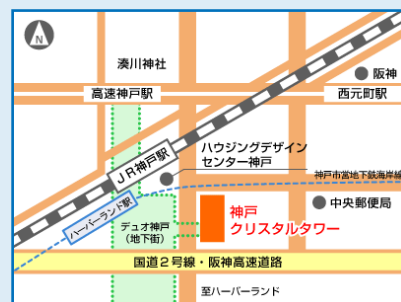 N
湊川神社
阪神
高速神戸駅
西元町駅
JR神戸駅
ハウジングデザイン
センター神戸
神戸市営地下鉄海岸線
ハーバーランド駅
中央郵便局
デュオ神戸
(地下街)
神戸
クリスタルタワー
国道2号線・阪神高速道路
至ハーバーランド